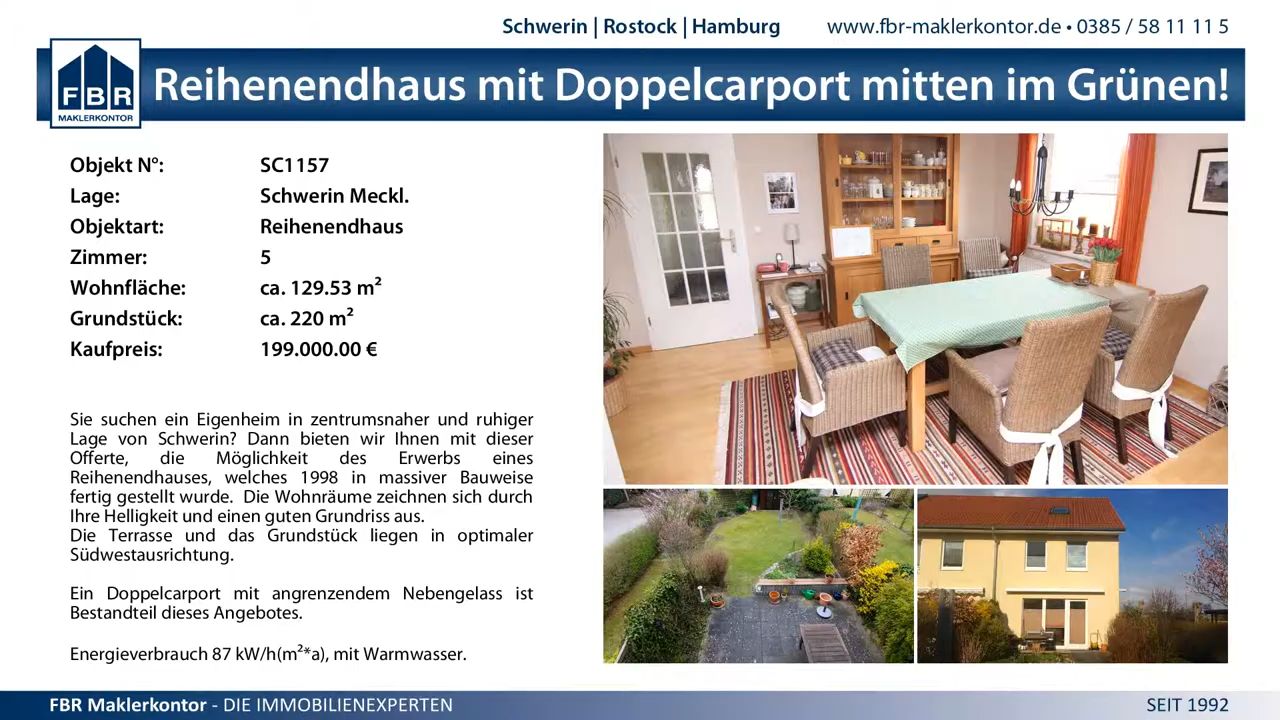 Schwerin | Rostock | Hamburg www.fbr-maklerkontor.de • 0385 / 58 11 11 5
FBR
MAKLERKONTOR
Reihenendhaus mit Doppelcarport mitten im Grünen!
Objekt N°: SC1157
Lage: Schwerin Meckl.
Objektart: Reihenendhaus
Zimmer: 5
Wohnfläche: ca. 129.53 m²
Grundstück: ca. 220 m²
Kaufpreis: 199.000.00 €
Sie suchen ein Eigenheim in zentrumsnaher und ruhiger
Lage von Schwerin? Dann bieten wir Ihnen mit dieser
Offerte, die Möglichkeit des Erwerbs eines
Reihenendhauses, welches 1998 in massiver Bauweise
fertig gestellt wurde. Die Wohnräume zeichnen sich durch
Ihre Helligkeit und einen guten Grundriss aus.
Die Terrasse und das Grundstück liegen in optimaler
Südwestausrichtung.
Ein Doppelcarport mit angrenzendem Nebengelass ist
Bestandteil dieses Angebotes.
Energieverbrauch 87 kW/h(m²*a), mit Warmwasser.
FBR Maklerkontor - DIE IMMOBILIENEXPERTEN SEIT 1992